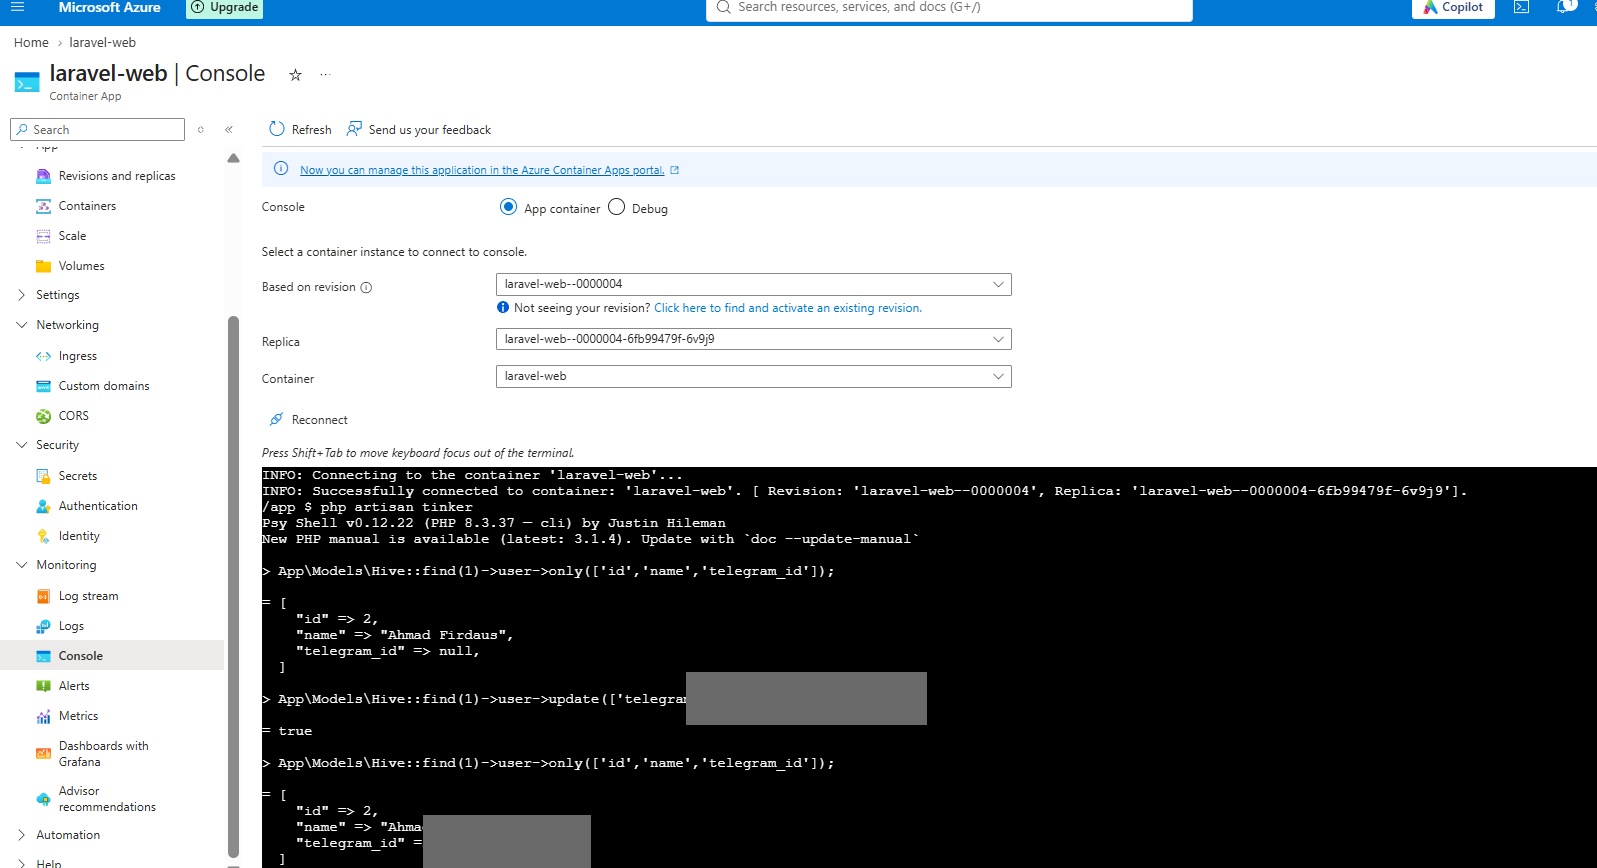 Microsoft Azure
Upgrade
Search resources, services, and docs (G+/)
Copilot
1
Home > laravel-web
laravel-web | Console
Container App
Search
Refresh
Send us your feedback
App
Revisions and replicas
Containers
Scale
Volumes
Settings
Networking
Ingress
Custom domains
CORS
Security
Secrets
Authentication
Identity
Monitoring
Log stream
Logs
Console
Alerts
Metrics
Dashboards with
Grafana
Advisor
recommendations
Automation
Help
Now you can manage this application in the Azure Container Apps portal.
Console
App container
Debug
Select a container instance to connect to console.
Based on revision
laravel-web--0000004
Not seeing your revision? Click here to find and activate an existing revision.
Replica
laravel-web--0000004-6fb99479f-6v9j9
Container
laravel-web
Reconnect
Press Shift+Tab to move keyboard focus out of the terminal.
INFO: Connecting to the container 'laravel-web'...
INFO: Successfully connected to container: 'laravel-web'. [ Revision: 'laravel-web--0000004', Replica: 'laravel-web--0000004-6fb99479f-6v9j9'].
/app $ php artisan tinker
Psy Shell v0.12.22 (PHP 8.3.37 — cli) by Justin Hileman
New PHP manual is available (latest: 3.1.4). Update with `doc --update-manual`
> App\Models\Hive::find(1)->user->only(['id','name','telegram_id']);
= [
"id" => 2,
"name" => "Ahmad Firdaus",
"telegram_id" => null,
]
> App\Models\Hive::find(1)->user->update(['telegra
= true
> App\Models\Hive::find(1)->user->only(['id','name','telegram_id']);
= [
"id" => 2,
"name" => "Ahma
"telegram_id" =
]